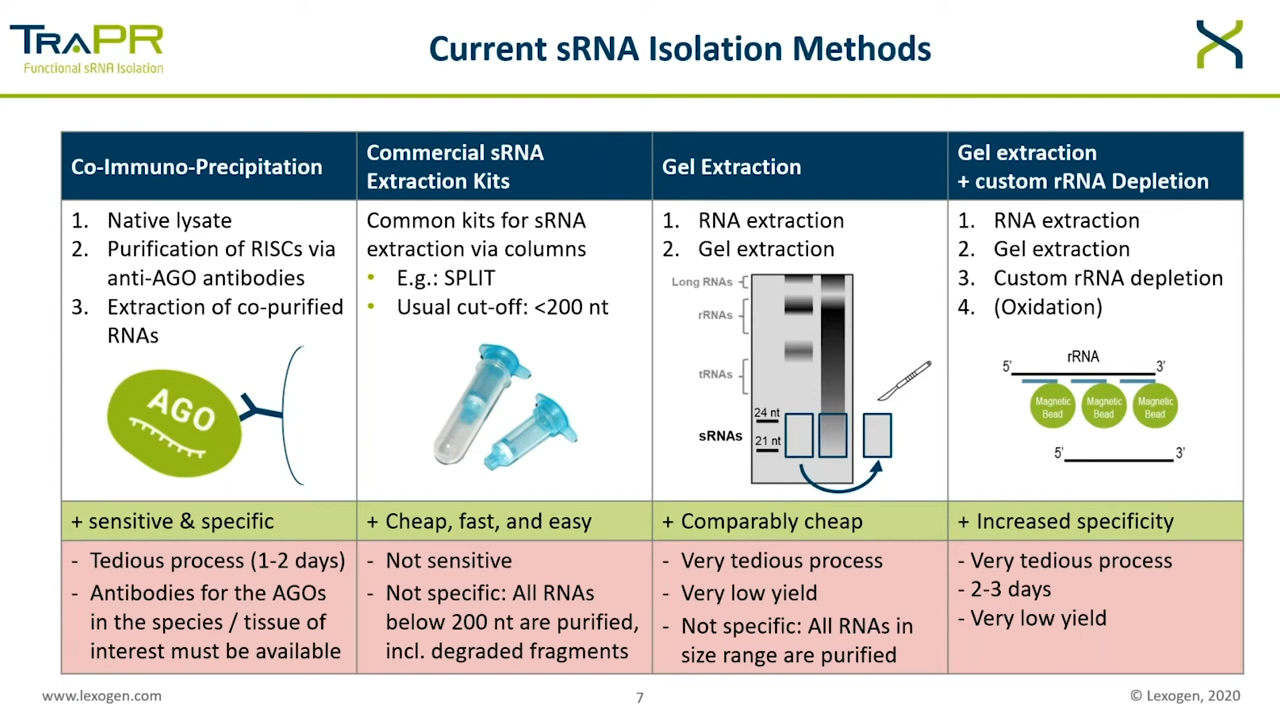 TRAPR
Functional sRNA Isolation
Current sRNA Isolation Methods
Co-Immuno-Precipitation
1. Native lysate
2. Purification of RISCs via
anti-AGO antibodies
3. Extraction of co-purified
RNAs
AGO
+ sensitive & specific
- Tedious process (1-2 days)
- Antibodies for the AGOs
in the species / tissue of
interest must be available
Commercial sRNA
Extraction Kits
Common kits for sRNA
extraction via columns
• E.g.: SPLIT
• Usual cut-off: <200 nt
+ Cheap, fast, and easy
- Not sensitive
- Not specific: All RNAs
below 200 nt are purified,
incl. degraded fragments
Gel Extraction
1. RNA extraction
2. Gel extraction
Long RNAs
rRNAs
tRNAs
24 nt
sRNAs
21 nt
+ Comparably cheap
- Very tedious process
- Very low yield
- Not specific: All RNAs in
size range are purified
Gel extraction
+ custom rRNA Depletion
1. RNA extraction
2. Gel extraction
3. Custom rRNA depletion
4. (Oxidation)
rRNA
5’ 3’
Magnetic Bead
Magnetic Bead
Magnetic Bead
5’ 3’
+ Increased specificity
- Very tedious process
- 2-3 days
- Very low yield
www.lexogen.com
7
© Lexogen, 2020